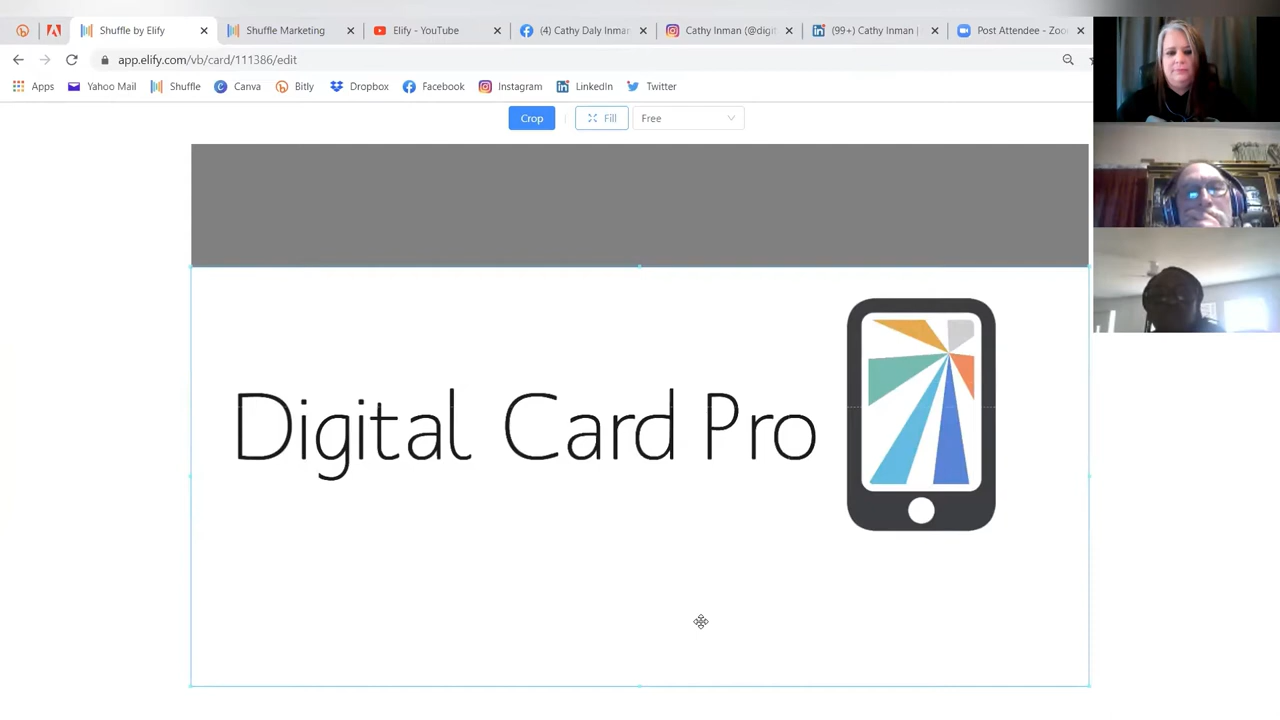 Shuffle by Elify
Shuffle Marketing
Elify - YouTube
(4) Cathy Daly Inman
Cathy Inman (@digit
(99+) Cathy Inman |
Post Attendee - Zoo
app.elify.com/vb/card/111386/edit
Apps Yahoo Mail Shuffle Canva Bitly Dropbox Facebook Instagram LinkedIn Twitter
Crop Fill Free
Digital Card Pro